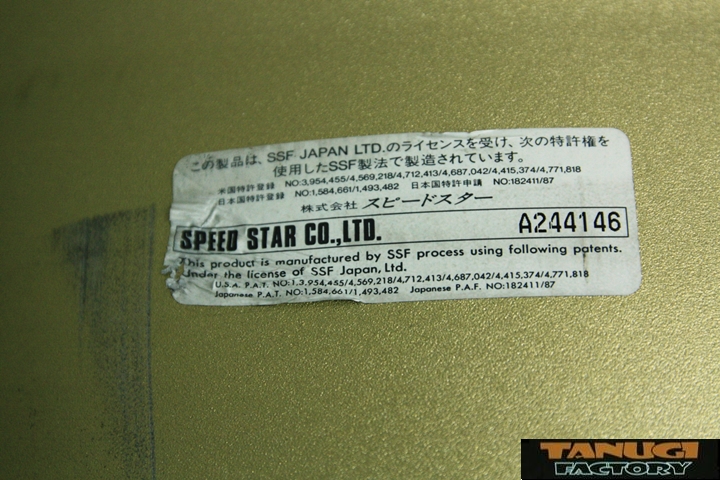 この製品は、SSF JAPAN LTD.のライセンスを受け、次の特許権を
使用したSSF製法で製造されています。
米国特許登録 NO:3,954,455/4,569,218/4,712,413/4,687,042/4,415,374/4,771,818
日本国特許登録 NO:1,584,661/1,493,482 日本国特許申請 NO:182411/87
株式会社 スピードスター
SPEED STAR CO.,LTD. A244146
This product is manufactured by SSF process using following patents.
Under the license of SSF Japan, Ltd.
U.S.A. P.A.T. NO:1,3,954,455/4,569,218/4,712,413/4,687,042/4,415,374/4,771,818
Japanese P.A.T. NO:1,584,661/1,493,482 Japanese P.A.F. NO:182411/87
TANUGI
FACTORY